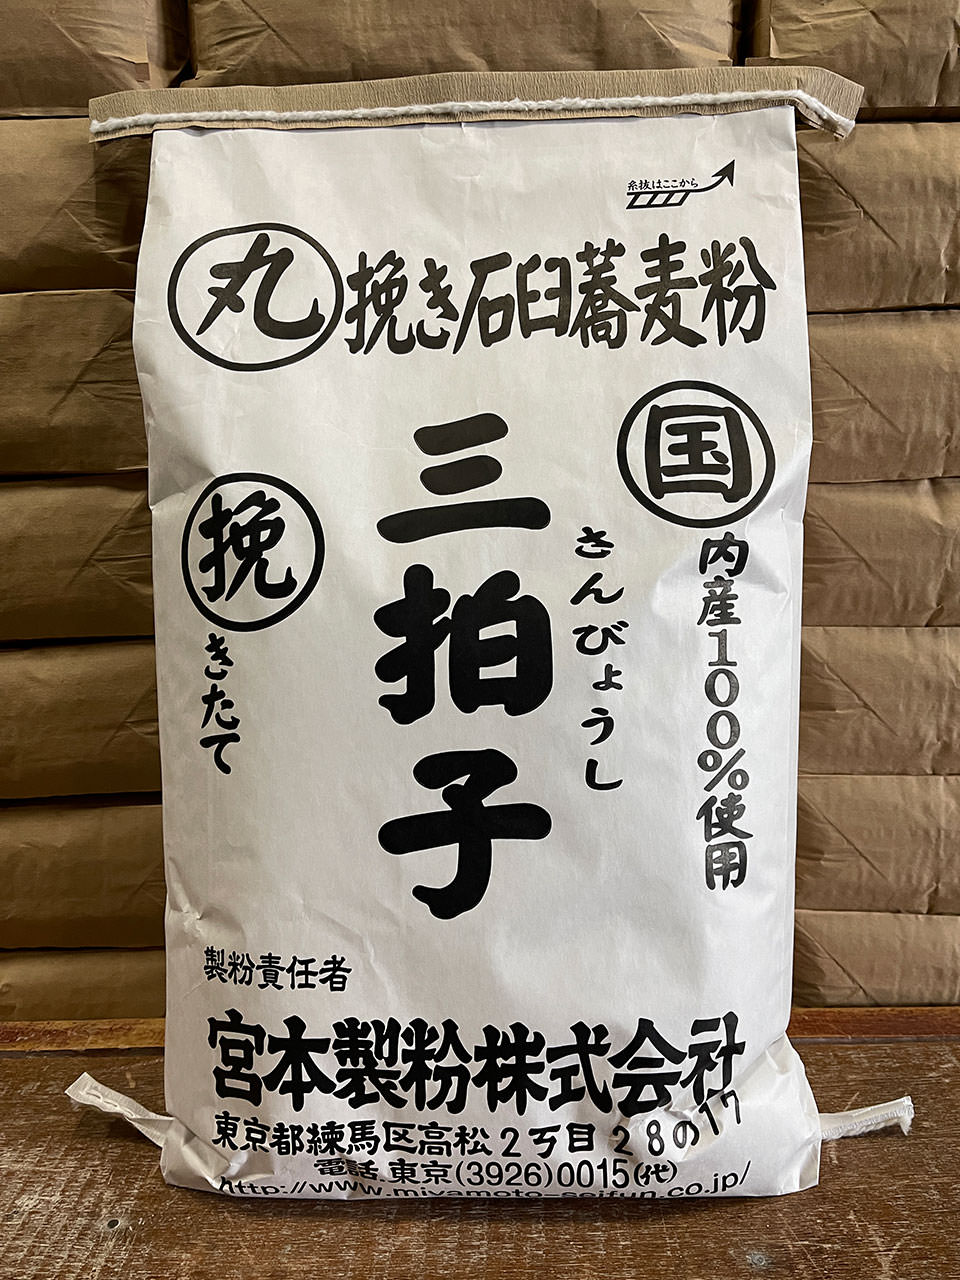 糸抜はここから
丸挽き石臼蕎麦粉
国内産100%使用
三拍子
さんびょうし
挽きたて
製粉責任者
宮本製粉株式会社
東京都練馬区高松2丁目28の17
電話.東京(3926)0015(代)
http://www.miyamoto-seifun.co.jp/